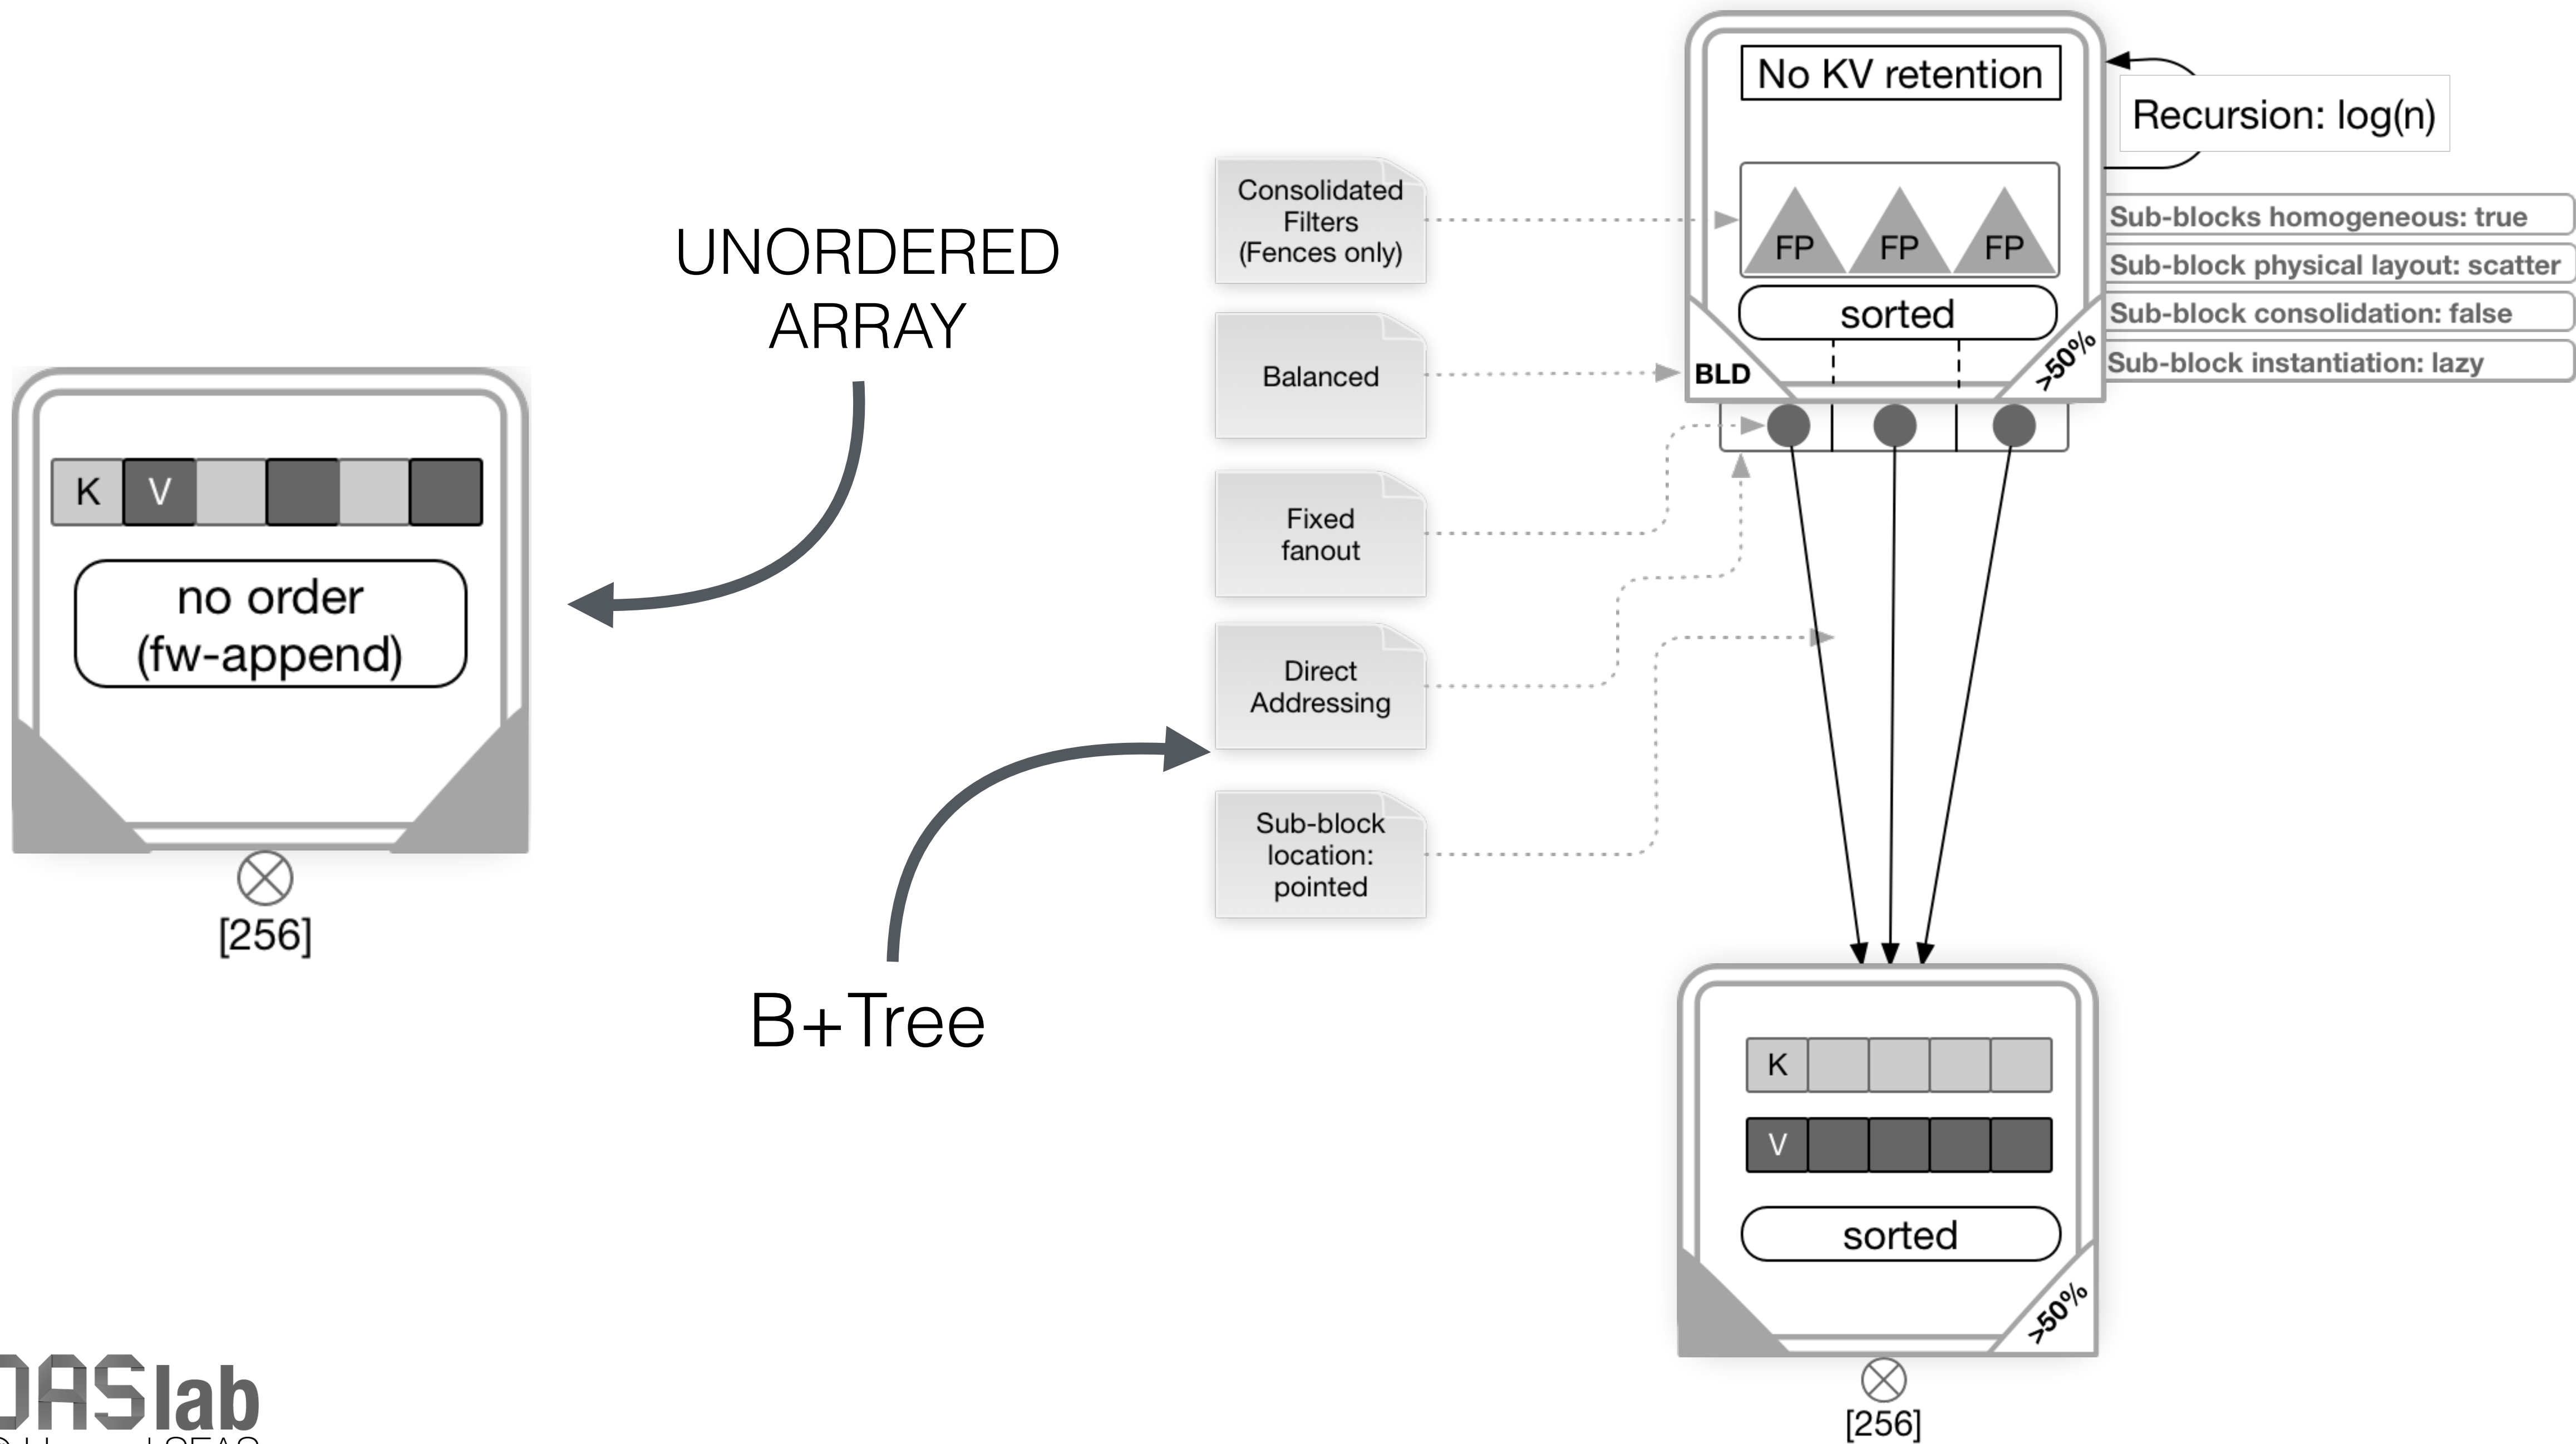 UNORDERED
ARRAY
K V
no order
(fw-append)
[256]
B+Tree
Consolidated
Filters
(Fences only)
Balanced
Fixed
fanout
Direct
Addressing
Sub-block
location:
pointed
No KV retention
Recursion: log(n)
FP FP FP
sorted
BLD
>50%
Sub-blocks homogeneous: true
Sub-block physical layout: scatter
Sub-block consolidation: false
Sub-block instantiation: lazy
K
V
sorted
>50%
[256]
DASlab